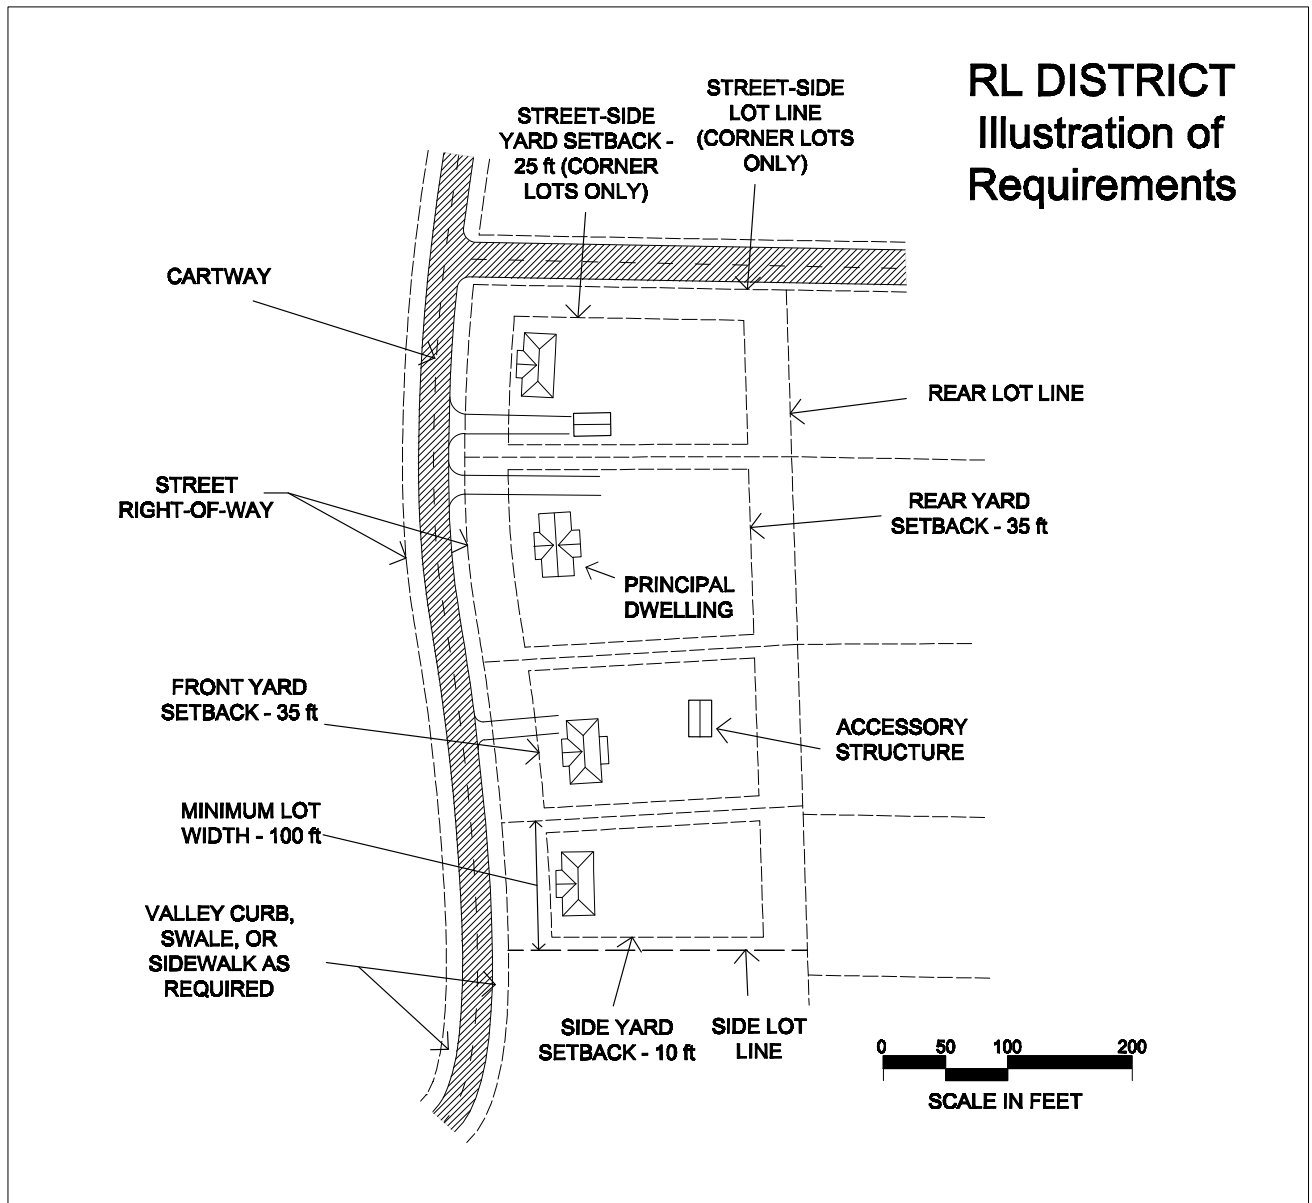 RL DISTRICT
Illustration of
Requirements
STREET-SIDE
LOT LINE
(CORNER LOTS
ONLY)
STREET-SIDE
YARD SETBACK -
25 ft (CORNER
LOTS ONLY)
CARTWAY
REAR LOT LINE
STREET
RIGHT-OF-WAY
REAR YARD
SETBACK - 35 ft
PRINCIPAL
DWELLING
FRONT YARD
SETBACK - 35 ft
ACCESSORY
STRUCTURE
MINIMUM LOT
WIDTH - 100 ft
VALLEY CURB,
SWALE, OR
SIDEWALK AS
REQUIRED
SIDE YARD
SETBACK - 10 ft
SIDE LOT
LINE
0 50 100 200
SCALE IN FEET